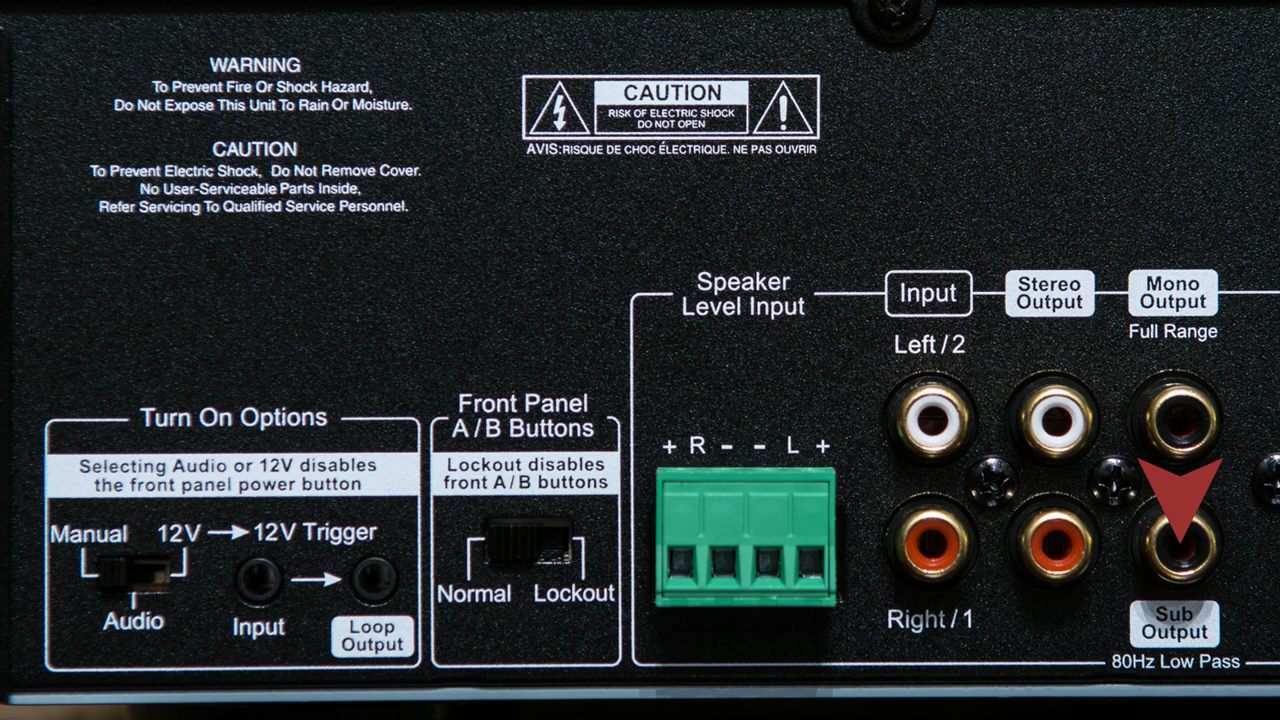 WARNING
To Prevent Fire Or Shock Hazard,
Do Not Expose This Unit To Rain Or Moisture.
CAUTION
To Prevent Electric Shock, Do Not Remove Cover.
No User-Serviceable Parts Inside,
Refer Servicing To Qualified Service Personnel.
CAUTION
RISK OF ELECTRIC SHOCK
DO NOT OPEN
AVIS:RISQUE DE CHOC ÉLECTRIQUE. NE PAS OUVRIR
Turn On Options
Selecting Audio or 12V disables
the front panel power button
Manual 12V 12V Trigger
Audio
Input
Loop
Output
Front Panel
A/B Buttons
Lockout disables
front A/B buttons
Normal Lockout
Speaker
Level Input
+ R - - L +
Input
Left/2
Right/1
Stereo
Output
Mono
Output
Full Range
Sub
Output
80Hz Low Pass